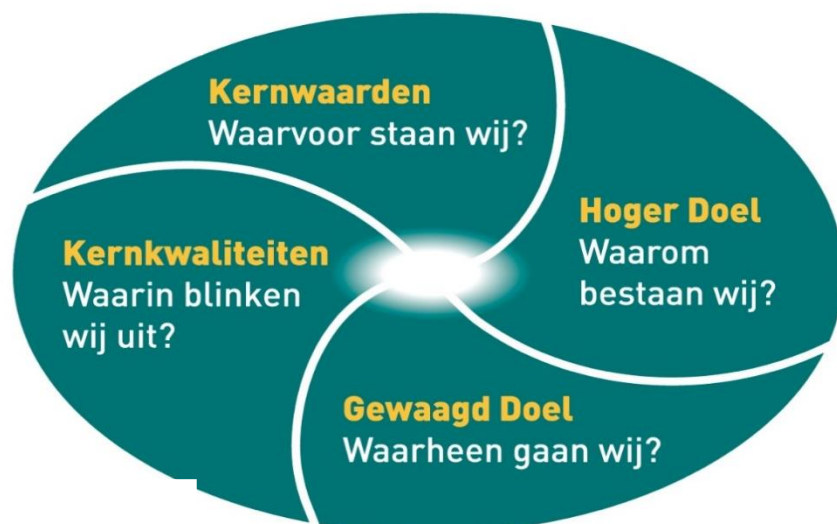 Kernwaarden
Waarvoor staan wij?
Hoger Doel
Waarom
bestaan wij?
Kernkwaliteiten
Waarin blinken
wij uit?
Gewaagd Doel
Waarheen gaan wij?